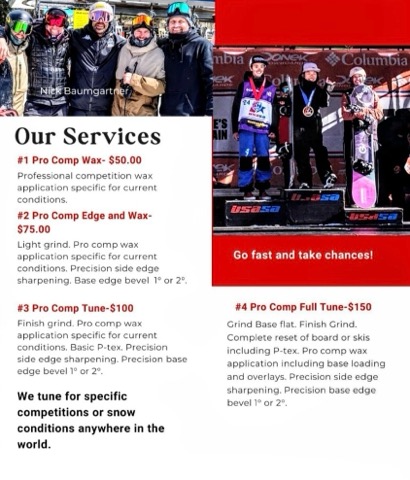 Nick Baumgartner
Our Services
#1 Pro Comp Wax- $50.00
Professional competition wax
application specific for current
conditions.
#2 Pro Comp Edge and Wax-
$75.00
Light grind. Pro comp wax
application specific for current
conditions. Precision side edge
sharpening. Base edge bevel 1° or 2°.
#3 Pro Comp Tune-$100
Finish grind. Pro comp wax
application specific for current
conditions. Basic P-tex. Precision
side edge sharpening. Precision base
edge bevel 1° or 2°.
We tune for specific
competitions or snow
conditions anywhere in the
world.
Columbia
DONEK
USASA
USASA
USASA
Go fast and take chances!
#4 Pro Comp Full Tune-$150
Grind Base flat. Finish Grind.
Complete reset of board or skis
including P-tex. Pro comp wax
application including base loading
and overlays. Precision side edge
sharpening. Precision base edge
bevel 1° or 2°.